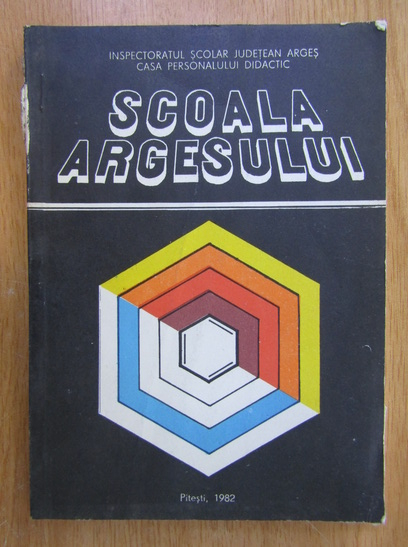 INSPECTORATUL ȘCOLAR JUDEȚEAN ARGEȘ
CASA PERSONALULUI DIDACTIC
SCOALA
ARGESULUI
Pitești, 1982